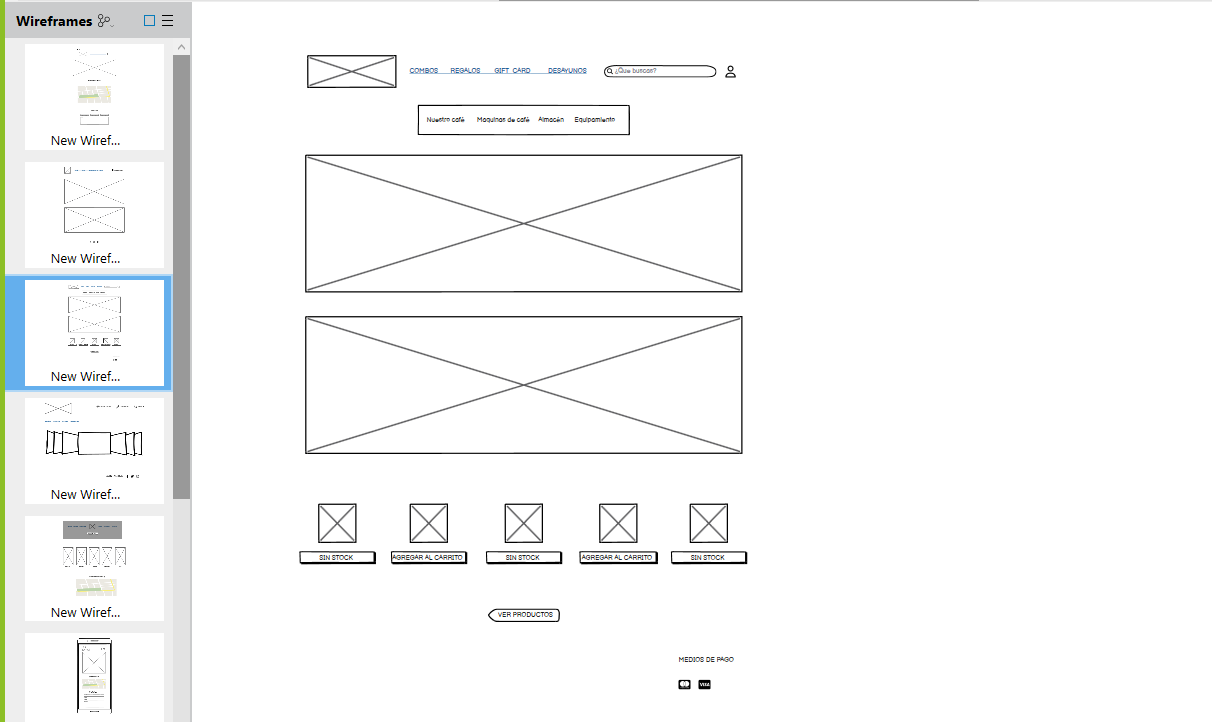 Wireframes
New Wiref...
New Wiref...
New Wiref...
New Wiref...
New Wiref...
COMBOS REGALOS GIFT CARD DESAYUNOS ¿Que buscas?
Nuestro café Maquinas de café Almacén Equipamiento
SIN STOCK AGREGAR AL CARRITO SIN STOCK AGREGAR AL CARRITO SIN STOCK
VER PRODUCTOS
MEDIOS DE PAGO
VISA